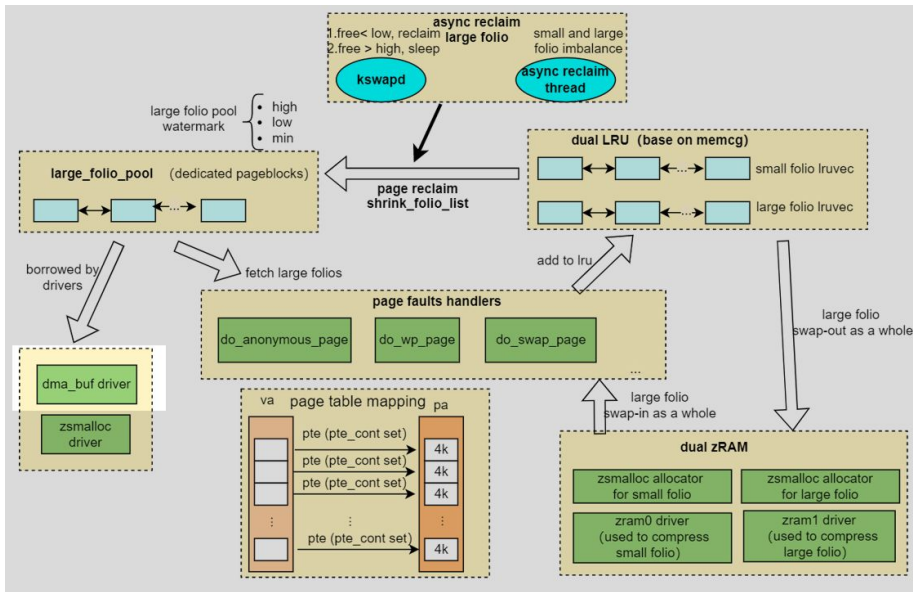 async reclaim
large folio
1.free< low, reclaim
2.free > high, sleep
small and large
folio imbalance
kswapd
async reclaim
thread
large folio pool
watermark
• high
• low
• min
large_folio_pool (dedicated pageblocks)
...
page reclaim
shrink_folio_list
dual LRU (base on memcg)
... small folio lruvec
... large folio lruvec
borrowed by
drivers
fetch large folios
add to lru
large folio
swap-out as a whole
page faults handlers
do_anonymous_page
do_wp_page
do_swap_page
...
dma_buf driver
zsmalloc
driver
large folio
swap-in as a whole
va page table mapping pa
pte (pte_cont set) 4k
pte (pte_cont set) 4k
pte (pte_cont set) 4k
⋮ ⋮ ⋮
pte (pte_cont set) 4k
dual zRAM
zsmalloc allocator
for small folio
zsmalloc allocator
for large folio
zram0 driver
(used to compress
small folio)
zram1 driver
(used to compress
large folio)